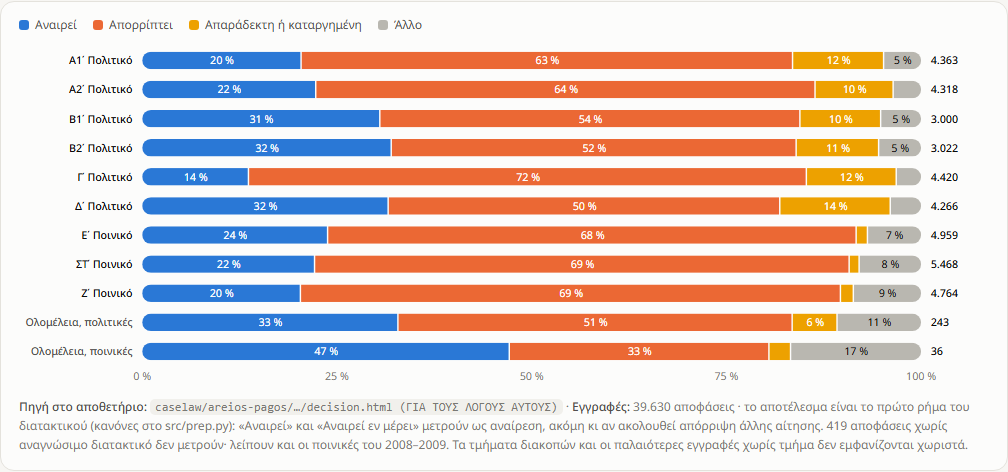 Αναιρεί Απορρίπτει Απαράδεκτη ή καταργημένη Άλλο
Α1΄ Πολιτικό 20 % 63 % 12 % 5 % 4.363
Α2΄ Πολιτικό 22 % 64 % 10 % 4.318
Β1΄ Πολιτικό 31 % 54 % 10 % 5 % 3.000
Β2΄ Πολιτικό 32 % 52 % 11 % 5 % 3.022
Γ΄ Πολιτικό 14 % 72 % 12 % 4.420
Δ΄ Πολιτικό 32 % 50 % 14 % 4.266
Ε΄ Ποινικό 24 % 68 % 7 % 4.959
ΣΤ΄ Ποινικό 22 % 69 % 8 % 5.468
Ζ΄ Ποινικό 20 % 69 % 9 % 4.764
Ολομέλεια, πολιτικές 33 % 51 % 6 % 11 % 243
Ολομέλεια, ποινικές 47 % 33 % 17 % 36
0 % 25 % 50 % 75 % 100 %
Πηγή στο αποθετήριο: caselaw/areios-pagos/…/decision.html (ΓΙΑ ΤΟΥΣ ΛΟΓΟΥΣ ΑΥΤΟΥΣ) · Εγγραφές: 39.630 αποφάσεις · το αποτέλεσμα είναι το πρώτο ρήμα του
διατακτικού (κανόνες στο src/prep.py): «Αναιρεί» και «Αναιρεί εν μέρει» μετρούν ως αναίρεση, ακόμη κι αν ακολουθεί απόρριψη άλλης αίτησης. 419 αποφάσεις χωρίς
αναγνώσιμο διατακτικό δεν μετρούν· λείπουν και οι ποινικές του 2008–2009. Τα τμήματα διακοπών και οι παλαιότερες εγγραφές χωρίς τμήμα δεν εμφανίζονται χωριστά.